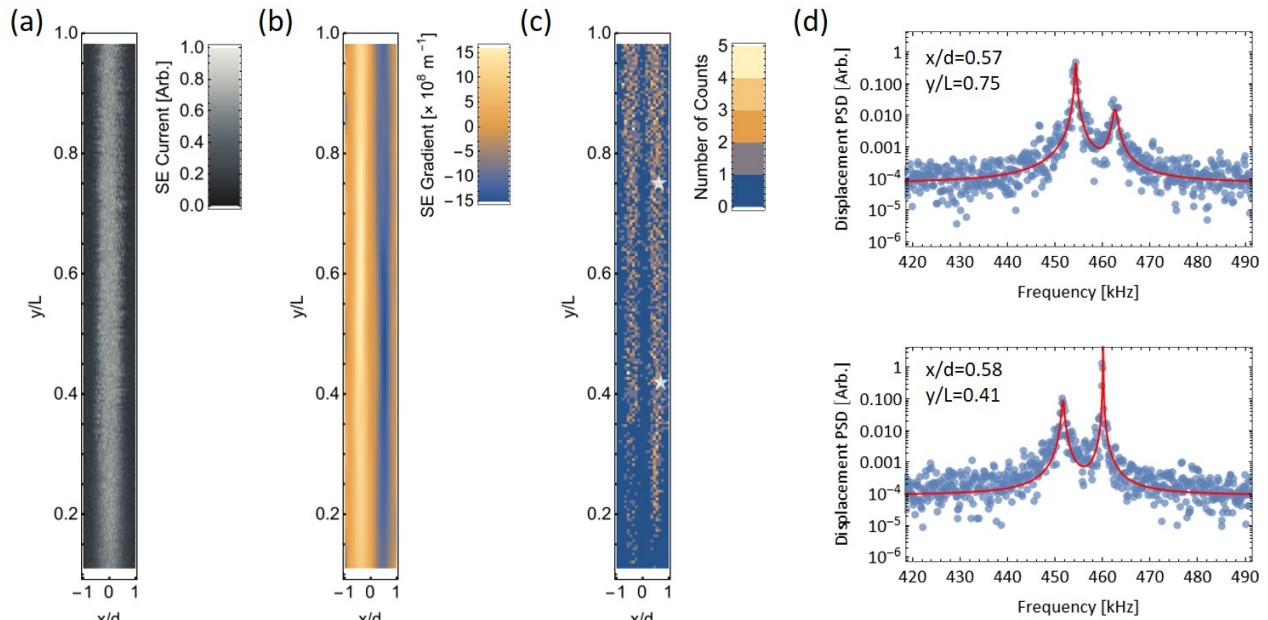 (a)
1.0
0.8
0.6
0.4
0.2
y/L
−1 0 1
x/d
SE Current [Arb.]
1.0
0.8
0.6
0.4
0.2
0.0
(b)
1.0
0.8
0.6
0.4
0.2
y/L
−1 0 1
x/d
SE Gradient [× 10⁸ m⁻¹]
15
10
5
0
−5
−10
−15
(c)
1.0
0.8
0.6
0.4
0.2
y/L
−1 0 1
x/d
Number of Counts
5
4
3
2
1
0
(d)
x/d=0.57
y/L=0.75
Displacement PSD [Arb.]
1
0.100
0.010
0.001
10⁻⁴
10⁻⁵
10⁻⁶
420 430 440 450 460 470 480 490
Frequency [kHz]
x/d=0.58
y/L=0.41
Displacement PSD [Arb.]
1
0.100
0.010
0.001
10⁻⁴
10⁻⁵
10⁻⁶
420 430 440 450 460 470 480 490
Frequency [kHz]